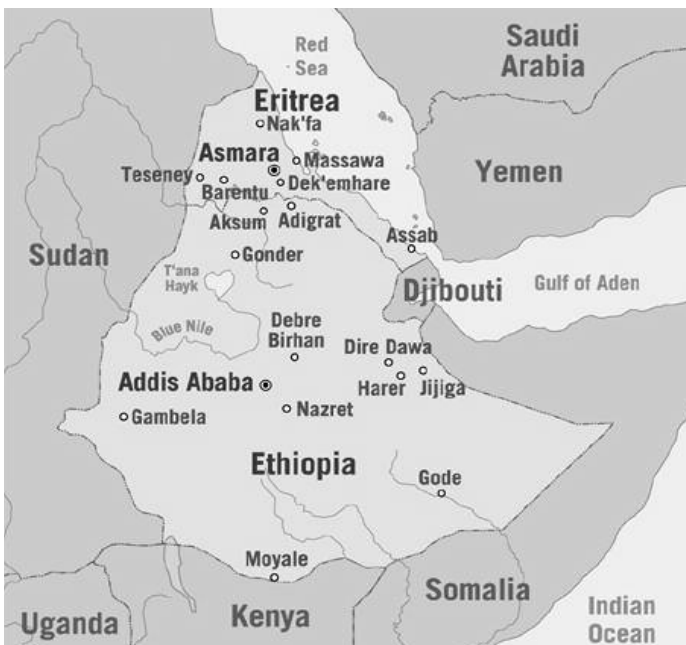 Red
Sea
Saudi
Arabia
Eritrea
Nak'fa
Asmara
Massawa
Teseney
Barentu
Dek'emhare
Yemen
Aksum
Adigrat
Assab
Sudan
Gonder
T'ana
Hayk
Djibouti
Gulf of Aden
Blue Nile
Debre
Birhan
Dire Dawa
Addis Ababa
Harer
Jijiga
Nazret
Gambela
Ethiopia
Gode
Moyale
Somalia
Uganda
Kenya
Indian
Ocean